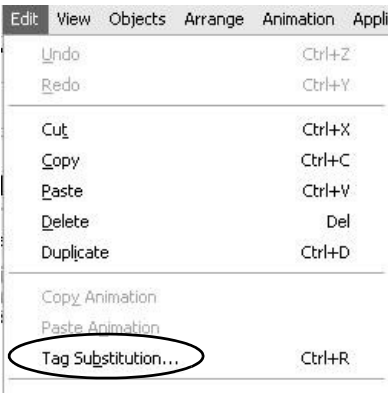 Edit View Objects Arrange Animation Appli
Undo Ctrl+Z
Redo Ctrl+Y
Cut Ctrl+X
Copy Ctrl+C
Paste Ctrl+V
Delete Del
Duplicate Ctrl+D
Copy Animation
Paste Animation
Tag Substitution... Ctrl+R